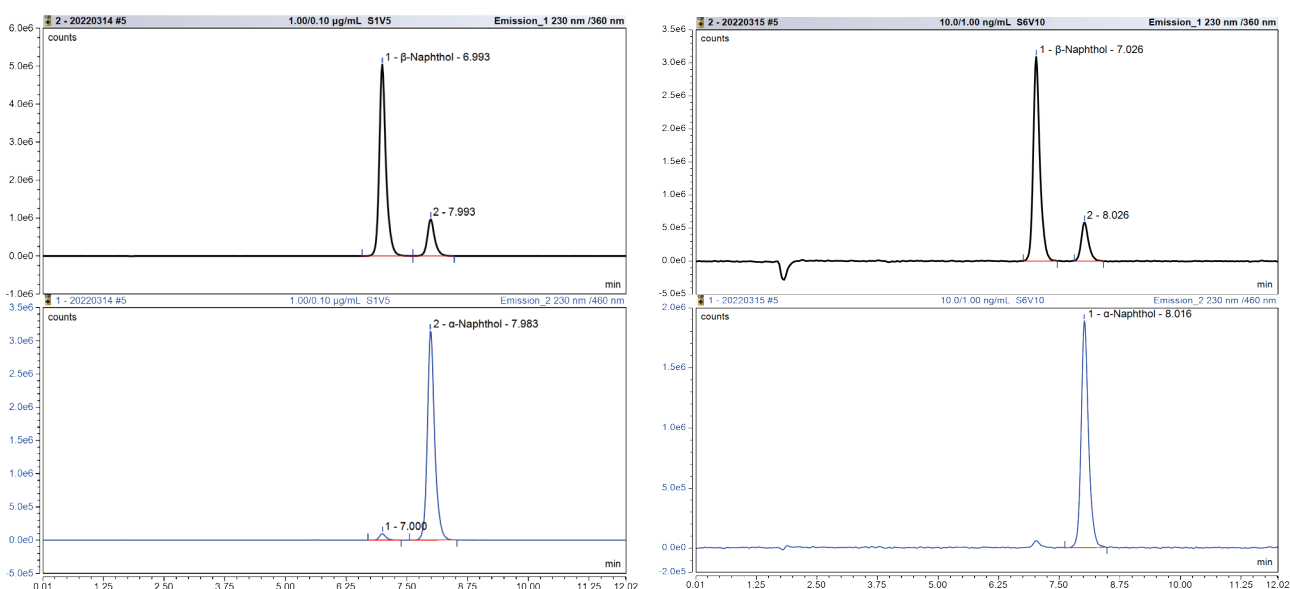 2 - 20220314 #5 1.00/0.10 µg/mL S1V5 Emission_1 230 nm /360 nm
6.0e6
counts
1 - β-Naphthol - 6.993
5.0e6
4.0e6
3.0e6
2.0e6
2 - 7.993
1.0e6
0.0e0
min
-1.0e6
1 - 20220314 #5 1.00/0.10 µg/mL S1V5 Emission_2 230 nm /460 nm
3.5e6
counts
2 - α-Naphthol - 7.983
3.0e6
2.5e6
2.0e6
1.5e6
1.0e6
5.0e5
1 - 7.000
0.0e0
min
-5.0e5
0.01 1.25 2.50 3.75 5.00 6.25 7.50 8.75 10.00 11.25 12.02
2 - 20220315 #5 10.0/1.00 ng/mL S6V10 Emission_1 230 nm /360 nm
3.5e6
counts
1 - β-Naphthol - 7.026
3.0e6
2.5e6
2.0e6
1.5e6
1.0e6
2 - 8.026
5.0e5
0.0e0
min
-5.0e5
1 - 20220315 #5 10.0/1.00 ng/mL S6V10 Emission_2 230 nm /460 nm
2.0e6
counts
1 - α-Naphthol - 8.016
1.5e6
1.0e6
5.0e5
0.0e0
min
-2.0e5
0.01 1.25 2.50 3.75 5.00 6.25 7.50 8.75 10.00 11.25 12.02